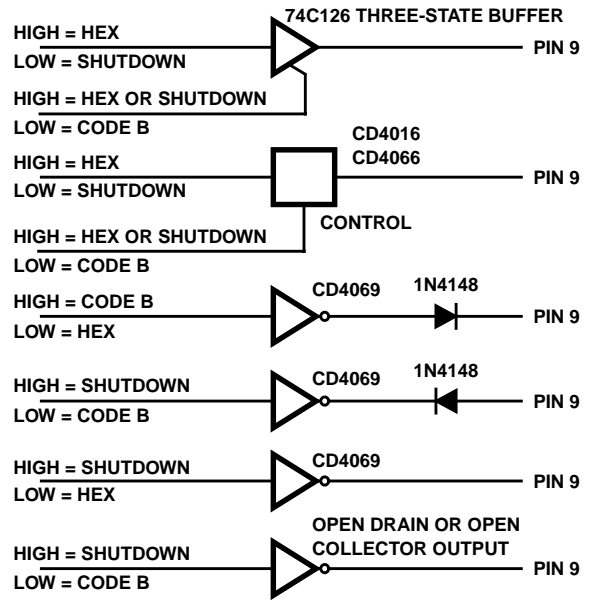 74C126 THREE-STATE BUFFER
HIGH = HEX
LOW = SHUTDOWN
PIN 9
HIGH = HEX OR SHUTDOWN
LOW = CODE B
CD4016
CD4066
HIGH = HEX
LOW = SHUTDOWN
PIN 9
CONTROL
HIGH = HEX OR SHUTDOWN
LOW = CODE B
CD4069
1N4148
HIGH = CODE B
LOW = HEX
PIN 9
CD4069
1N4148
HIGH = SHUTDOWN
LOW = CODE B
PIN 9
CD4069
HIGH = SHUTDOWN
LOW = HEX
PIN 9
OPEN DRAIN OR OPEN
COLLECTOR OUTPUT
HIGH = SHUTDOWN
LOW = CODE B
PIN 9